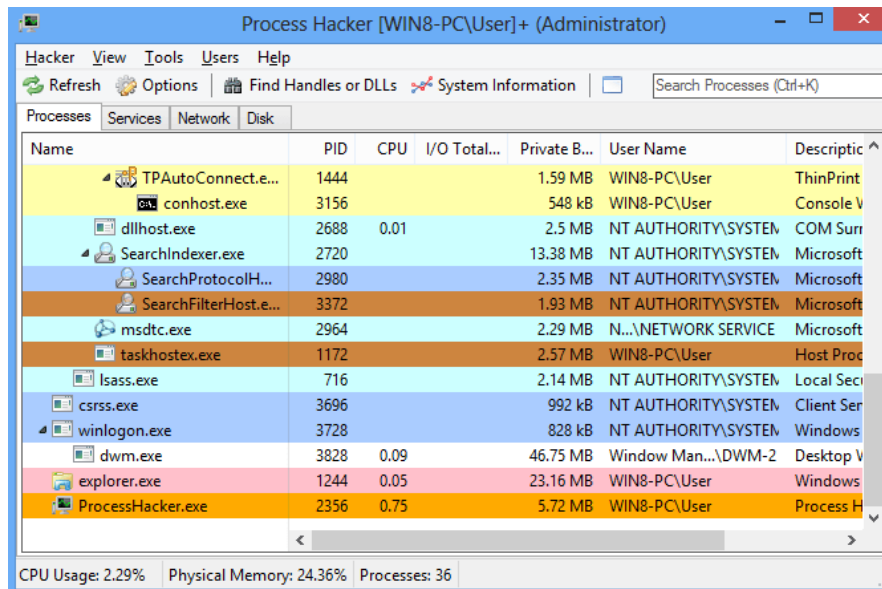 Process Hacker [WIN8-PC\User]+ (Administrator)
Hacker View Tools Users Help
Refresh Options Find Handles or DLLs System Information Search Processes (Ctrl+K)
Processes Services Network Disk
Name PID CPU I/O Total... Private B... User Name Descriptic
TPAutoConnect.e... 1444 1.59 MB WIN8-PC\User ThinPrint
conhost.exe 3156 548 kB WIN8-PC\User Console V
dllhost.exe 2688 0.01 2.5 MB NT AUTHORITY\SYSTEM COM Surr
SearchIndexer.exe 2720 13.38 MB NT AUTHORITY\SYSTEM Microsoft
SearchProtocolH... 2980 2.35 MB NT AUTHORITY\SYSTEM Microsoft
SearchFilterHost.e... 3372 1.93 MB NT AUTHORITY\SYSTEM Microsoft
msdtc.exe 2964 2.29 MB N...\NETWORK SERVICE Microsoft
taskhostex.exe 1172 2.57 MB WIN8-PC\User Host Proc
lsass.exe 716 2.14 MB NT AUTHORITY\SYSTEM Local Secu
csrss.exe 3696 992 kB NT AUTHORITY\SYSTEM Client Ser
winlogon.exe 3728 828 kB NT AUTHORITY\SYSTEM Windows
dwm.exe 3828 0.09 46.75 MB Window Man...\DWM-2 Desktop V
explorer.exe 1244 0.05 23.16 MB WIN8-PC\User Windows
ProcessHacker.exe 2356 0.75 5.72 MB WIN8-PC\User Process H
CPU Usage: 2.29% Physical Memory: 24.36% Processes: 36